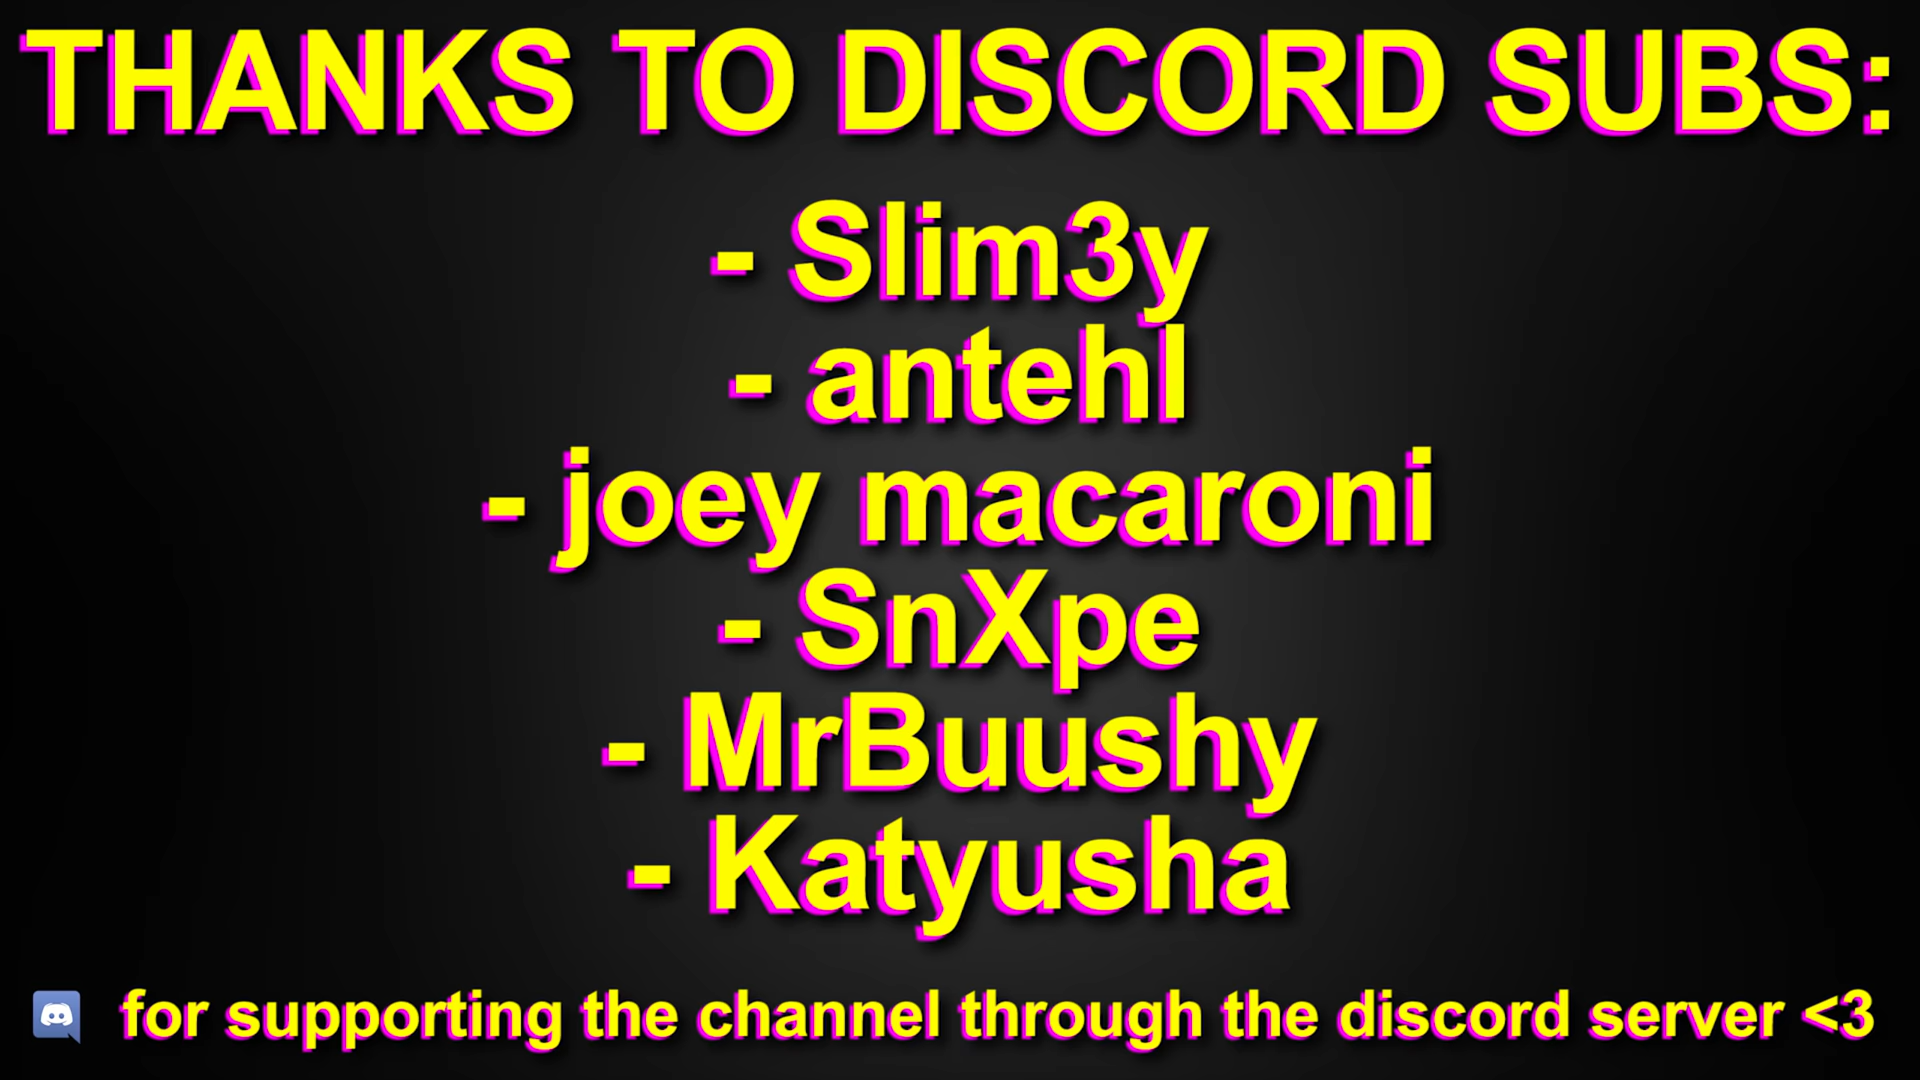 THANKS TO DISCORD SUBS:
- Slim3y
- antehl
- joey macaroni
- SnXpe
- MrBuushy
- Katyusha
for supporting the channel through the discord server <3